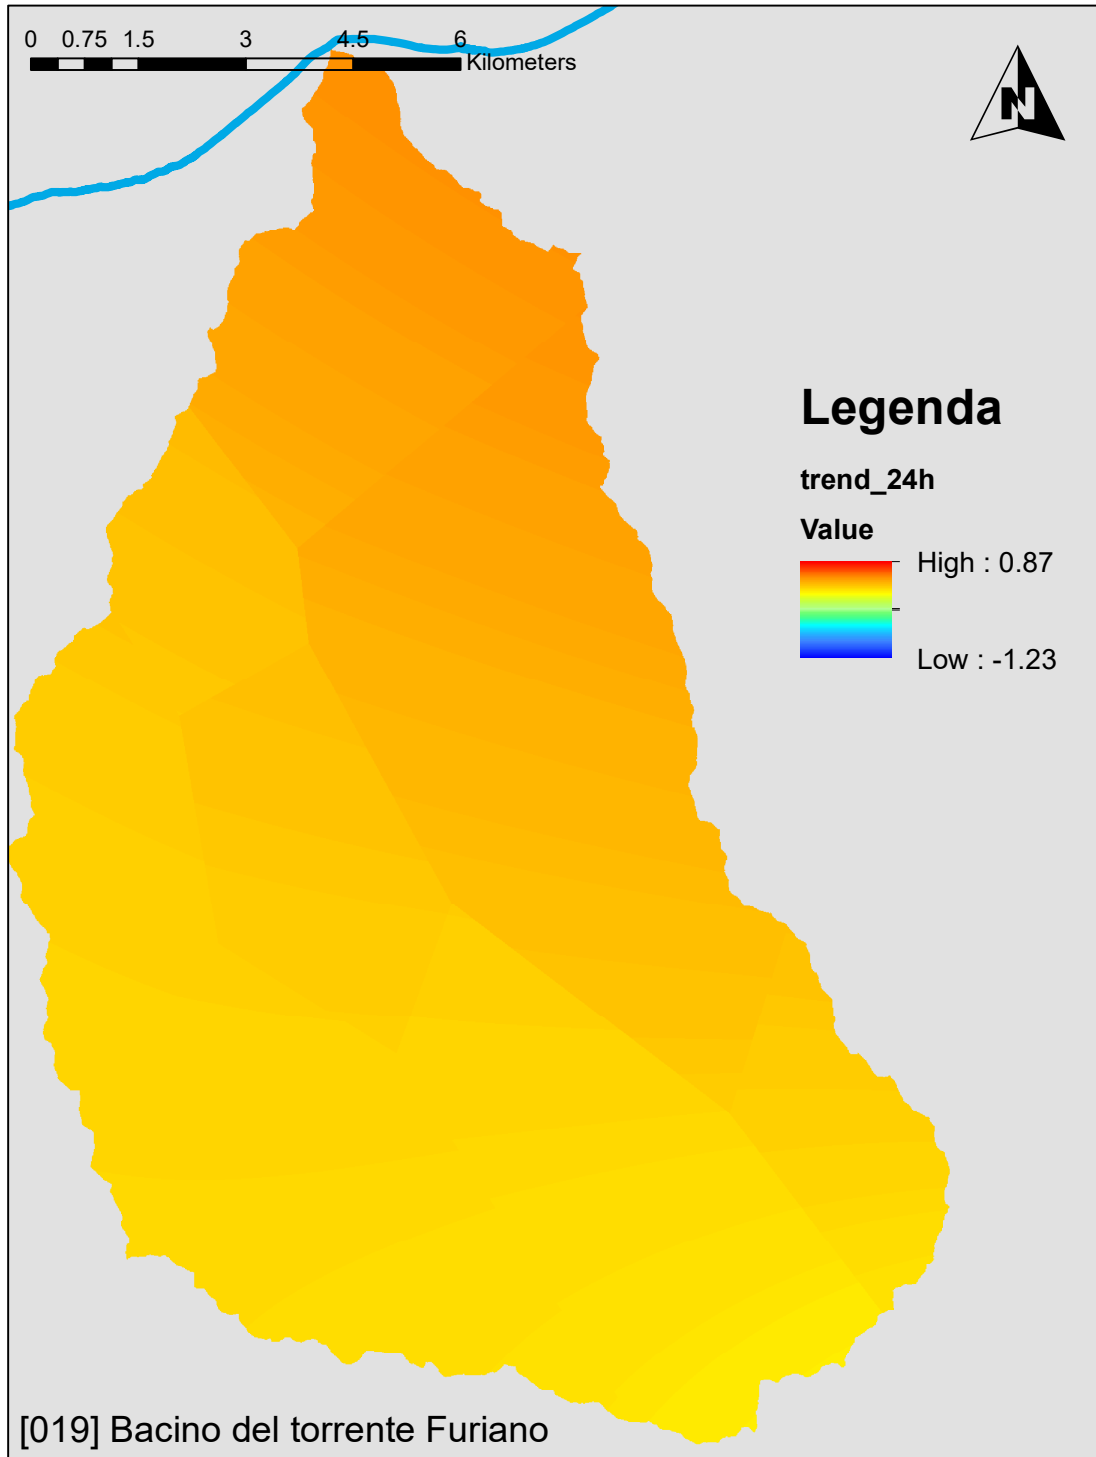 0 0.75 1.5 3 4.5 6
Kilometers
N
Legenda
trend_24h
Value
High : 0.87
Low : -1.23
[019] Bacino del torrente Furiano